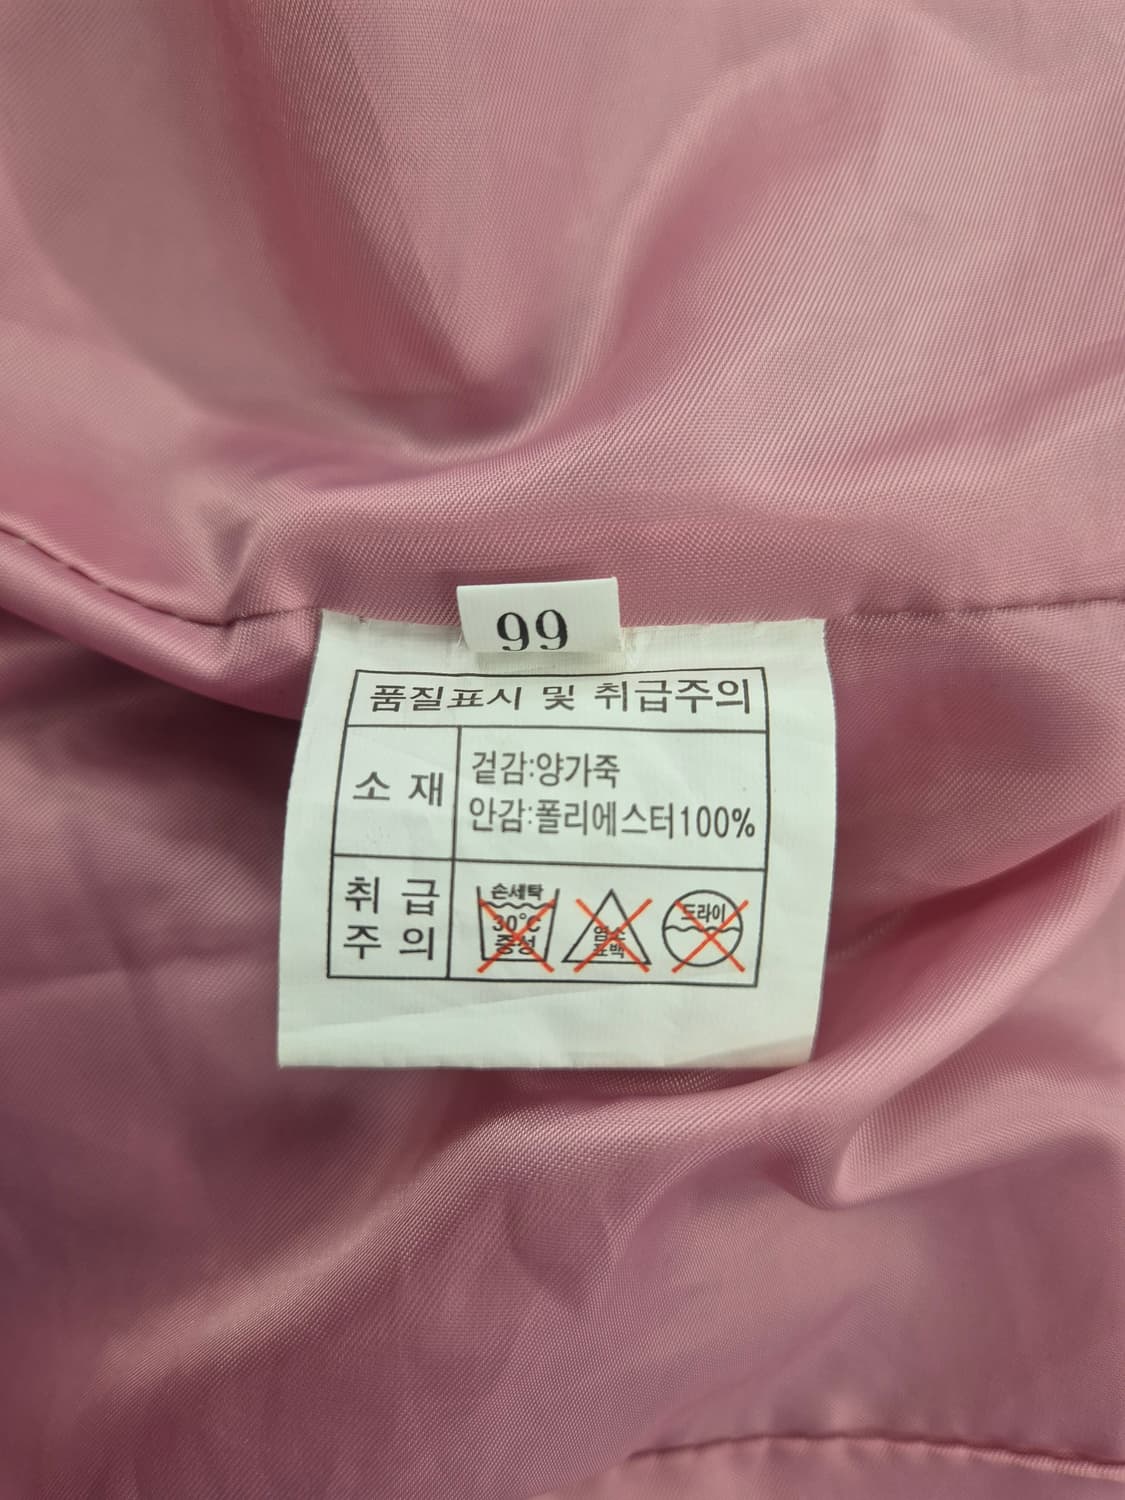 99
품질표시 및 취급주의
소 재
겉감:양가죽
안감:폴리에스터100%
취 급
주 의
손세탁
30°C
중성
염소
표백
도라이